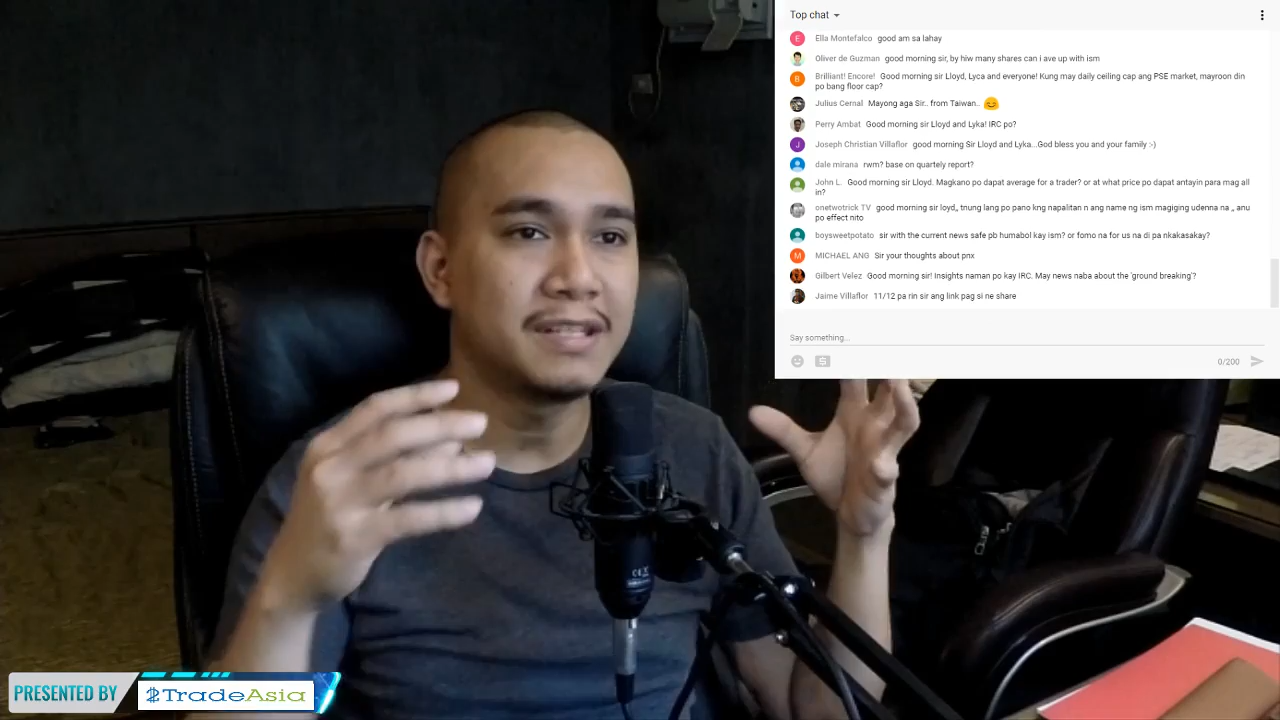 Top chat
E Ella Montefalco good am sa lahay
Oliver de Guzman good morning sir, by hiw many shares can i ave up with ism
B Brilliant! Encore! Good morning sir Lloyd, Lyca and everyone! Kung may daily ceiling cap ang PSE market, mayroon din
po bang floor cap?
Julius Cernal Mayong aga Sir.. from Taiwan..
Perry Ambat Good morning sir Lloyd and Lyka! IRC po?
J Joseph Christian Villaflor good morning Sir Lloyd and Lyka...God bless you and your family :-)
dale mirana rwm? base on quartely report?
John L. Good morning sir Lloyd. Magkano po dapat average for a trader? or at what price po dapat antayin para mag all
in?
onetwotrick TV good morning sir loyd,, tnung lang po pano kng napalitan n ang name ng ism magiging udenna na ,, anu
po effect nito
boysweetpotato sir with the current news safe pb humabol kay ism? or fomo na for us na di pa nkakasakay?
M MICHAEL ANG Sir your thoughts about pnx
Gilbert Velez Good morning sir! Insights naman po kay IRC. May news naba about the 'ground breaking'?
Jaime Villaflor 11/12 pa rin sir ang link pag si ne share
Say something...
0/200
PRESENTED BY $TradeAsia